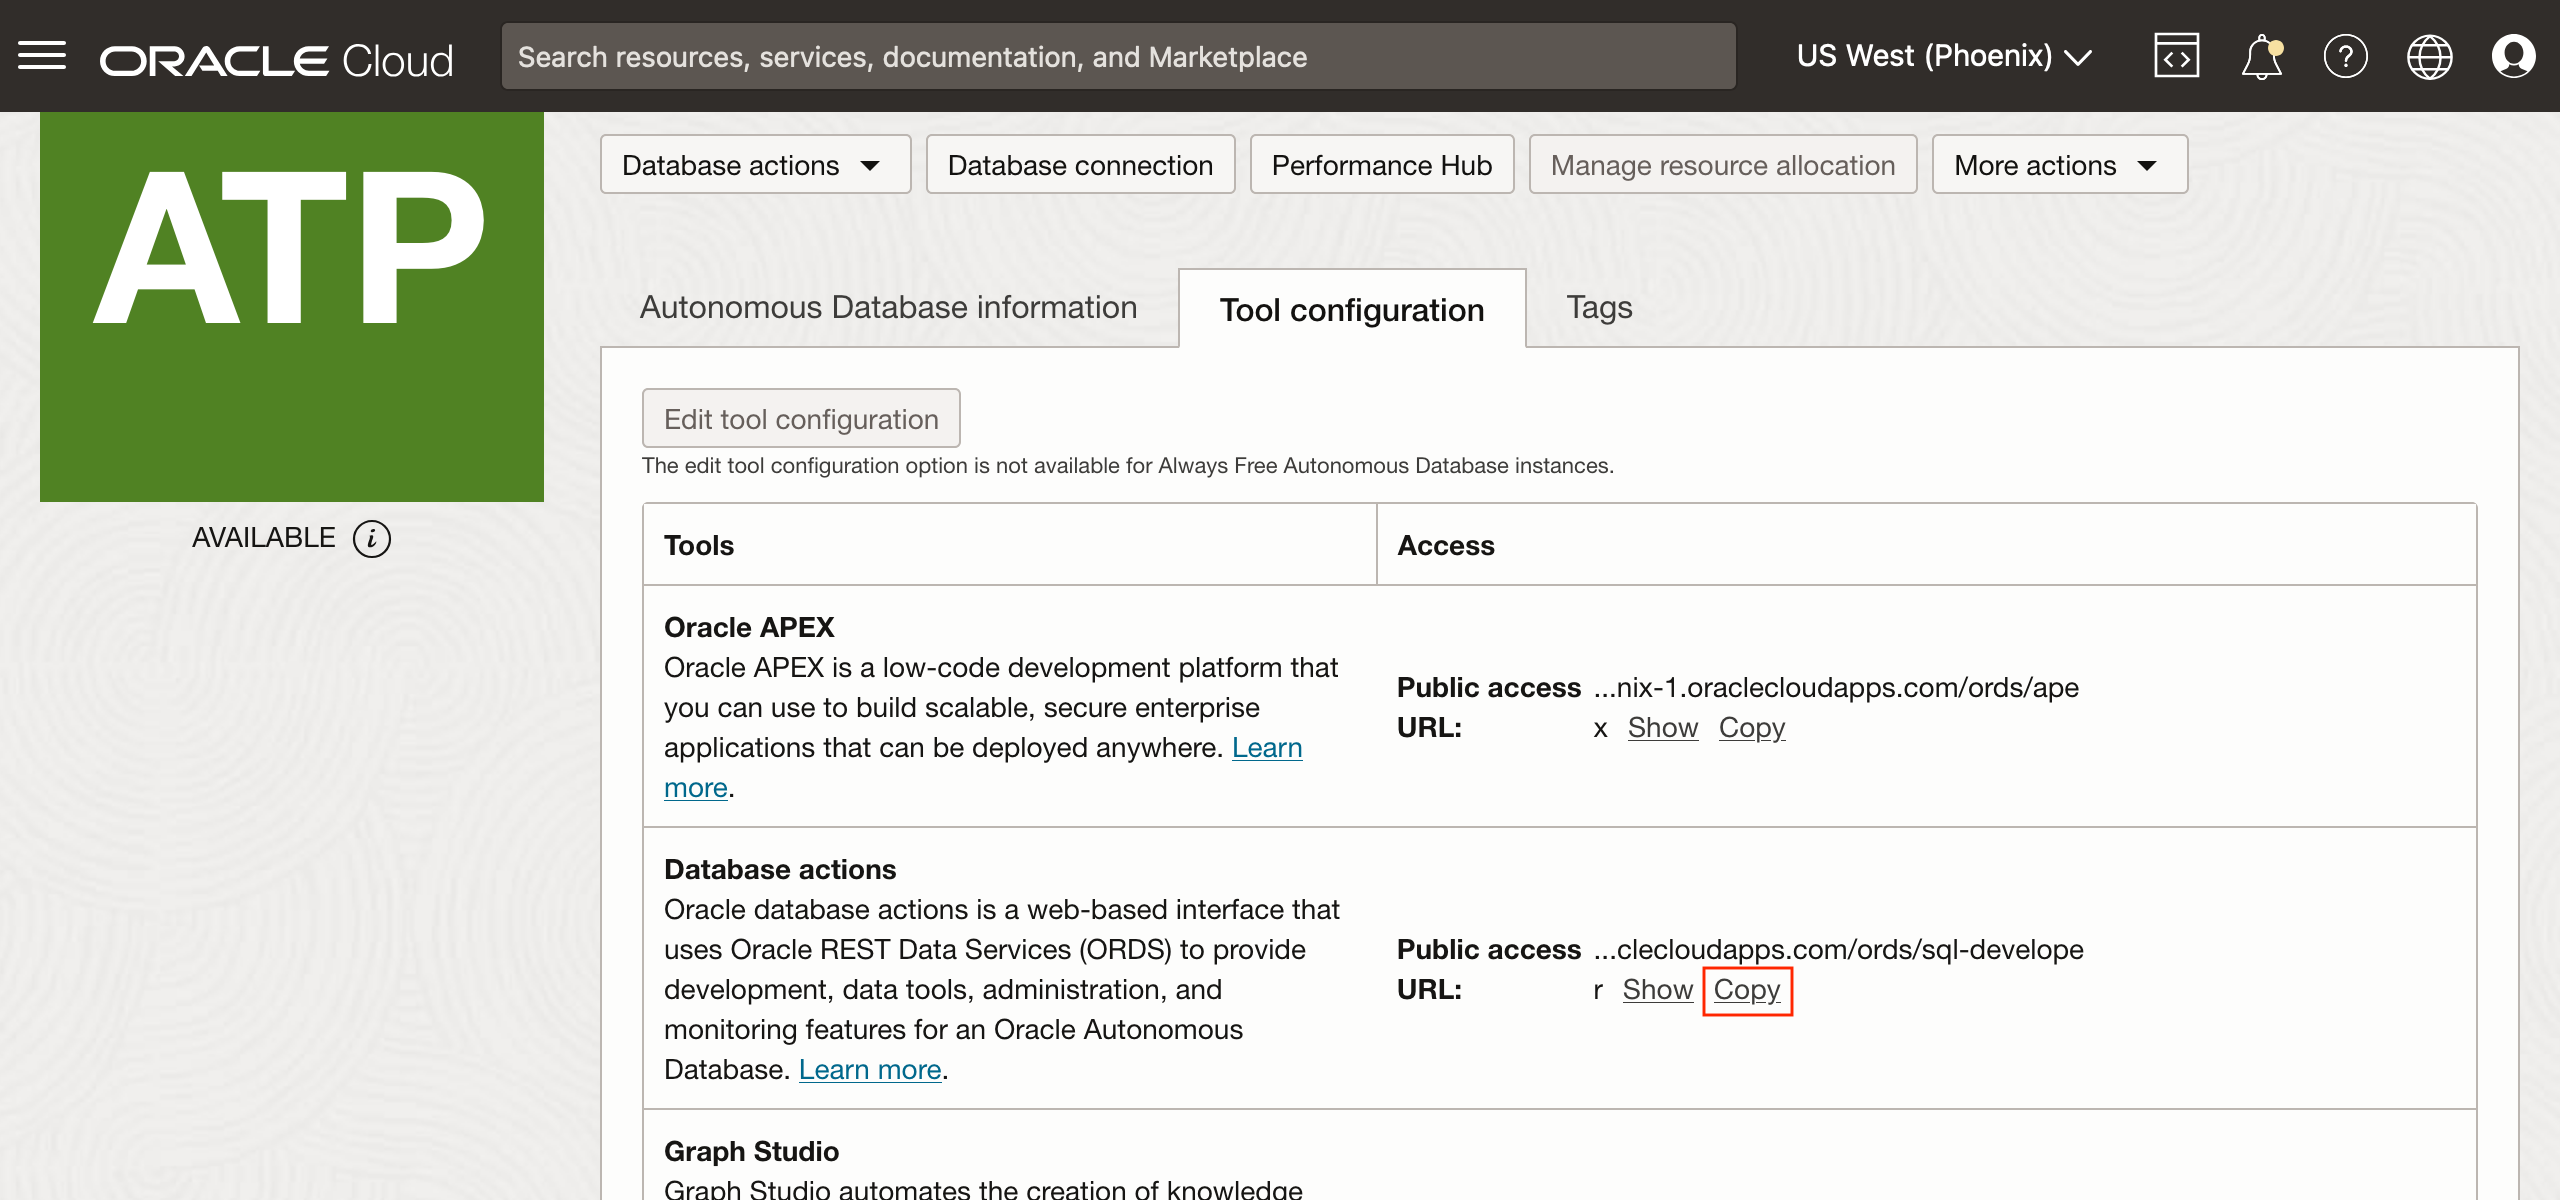 ORACLE Cloud
Search resources, services, documentation, and Marketplace
US West (Phoenix)
ATP
AVAILABLE
Database actions
Database connection
Performance Hub
Manage resource allocation
More actions
Autonomous Database information
Tool configuration
Tags
Edit tool configuration
The edit tool configuration option is not available for Always Free Autonomous Database instances.
Tools
Access
Oracle APEX
Oracle APEX is a low-code development platform that
you can use to build scalable, secure enterprise
applications that can be deployed anywhere. Learn
more.
Public access ...nix-1.oraclecloudapps.com/ords/ape
URL: x Show Copy
Database actions
Oracle database actions is a web-based interface that
uses Oracle REST Data Services (ORDS) to provide
development, data tools, administration, and
monitoring features for an Oracle Autonomous
Database. Learn more.
Public access ...clecloudapps.com/ords/sql-develope
URL: r Show Copy
Graph Studio
Graph Studio automates the creation of knowledge